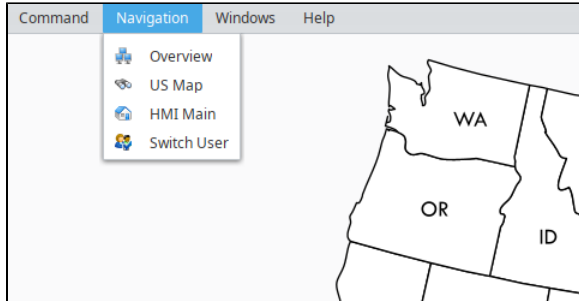 Command Navigation Windows Help
Overview
US Map
HMI Main
Switch User
WA
OR
ID